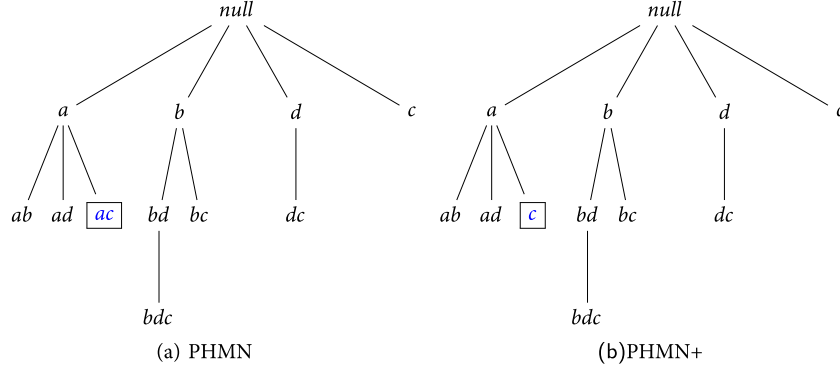 null null
a b d c a b d
ab ad ac bd bc dc ab ad c bd bc dc
bdc bdc
(a) PHMN (b)PHMN+